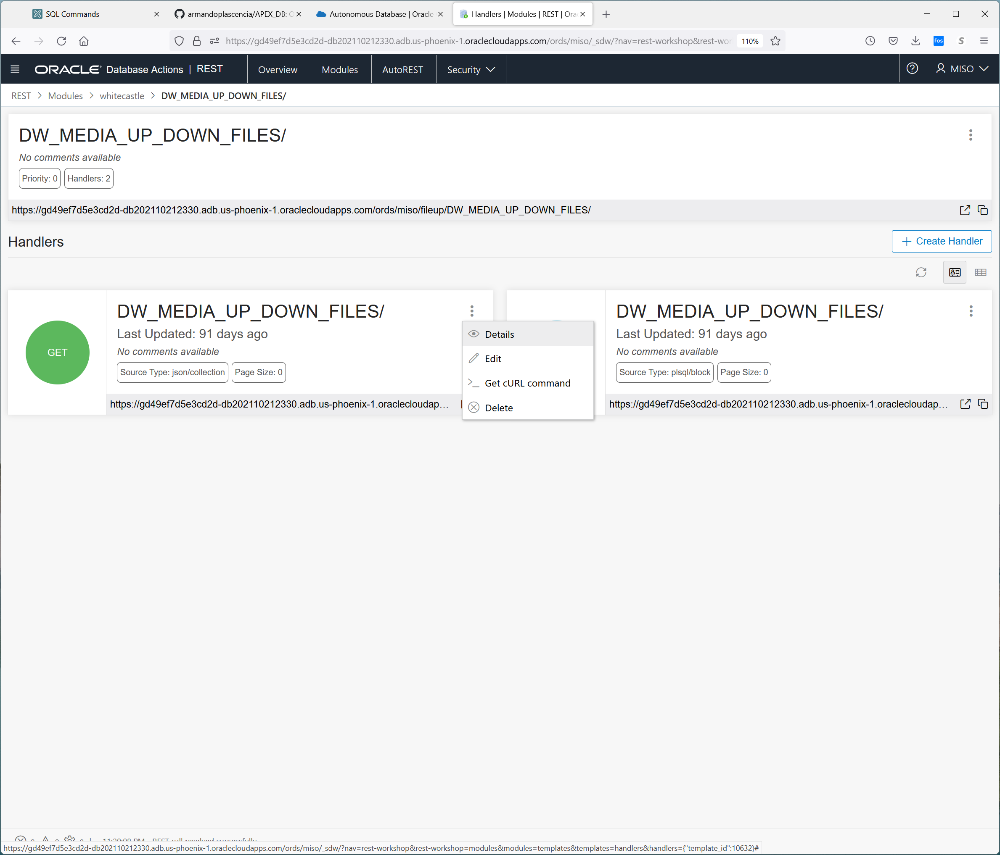 SQL Commands
armandoplascencia/APEX_DB: O
Autonomous Database | Oracle
Handlers | Modules | REST | Ora
https://gd49ef7d5e3cd2d-db202110212330.adb.us-phoenix-1.oraclecloudapps.com/ords/miso/_sdw/?nav=rest-workshop&rest-wor
110%
fos
S
ORACLE Database Actions | REST
Overview
Modules
AutoREST
Security
MISO
REST > Modules > whitecastle > DW_MEDIA_UP_DOWN_FILES/
DW_MEDIA_UP_DOWN_FILES/
No comments available
Priority: 0
Handlers: 2
https://gd49ef7d5e3cd2d-db202110212330.adb.us-phoenix-1.oraclecloudapps.com/ords/miso/fileup/DW_MEDIA_UP_DOWN_FILES/
Handlers
Create Handler
GET
DW_MEDIA_UP_DOWN_FILES/
Last Updated: 91 days ago
No comments available
Source Type: json/collection
Page Size: 0
https://gd49ef7d5e3cd2d-db202110212330.adb.us-phoenix-1.oraclecloudap...
Details
Edit
Get cURL command
Delete
DW_MEDIA_UP_DOWN_FILES/
Last Updated: 91 days ago
No comments available
Source Type: plsql/block
Page Size: 0
https://gd49ef7d5e3cd2d-db202110212330.adb.us-phoenix-1.oraclecloudap...
0 0 0 | 11:20:08 PM - REST call resolved successfully
https://gd49ef7d5e3cd2d-db202110212330.adb.us-phoenix-1.oraclecloudapps.com/ords/miso/_sdw/?nav=rest-workshop&rest-workshop=modules&modules=templates&templates=handlers&handlers={"template_id":10632}#